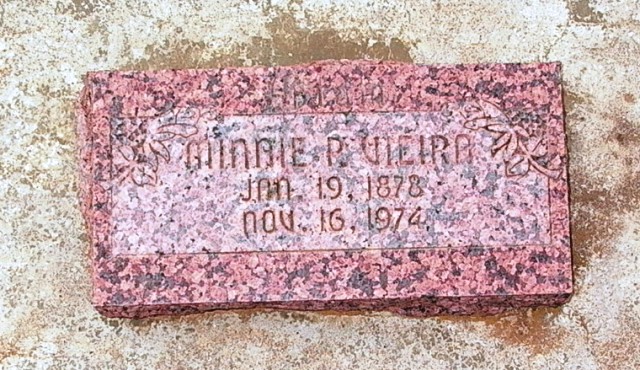 MINNIE P. VIEIRA
JAN. 19, 1878
NOV. 16, 1974